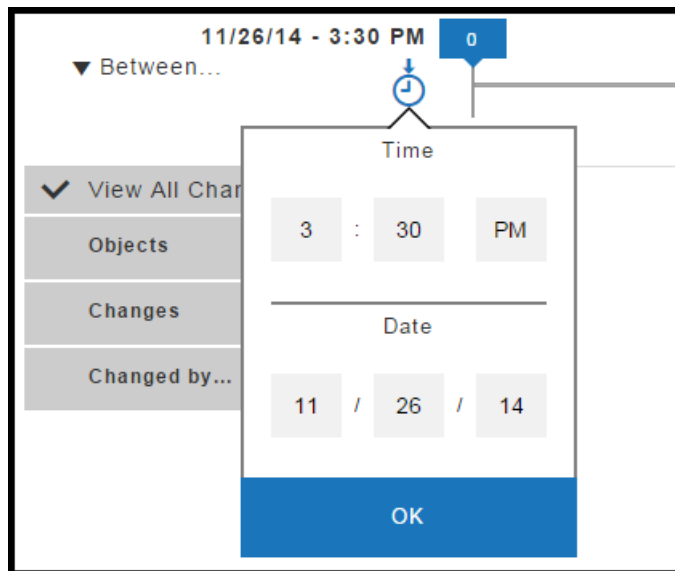 11/26/14 - 3:30 PM 0
▼ Between...
Time
View All Char
3 : 30 PM
Objects
Changes
Date
Changed by...
11 / 26 / 14
OK